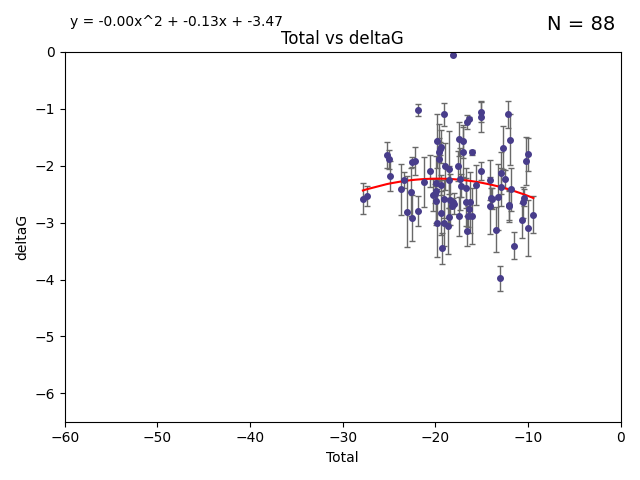 y = -0.00x^2 + -0.13x + -3.47
N = 88
Total vs deltaG
0
−1
−2
−3
−4
−5
−6
deltaG
−60 −50 −40 −30 −20 −10 0
Total